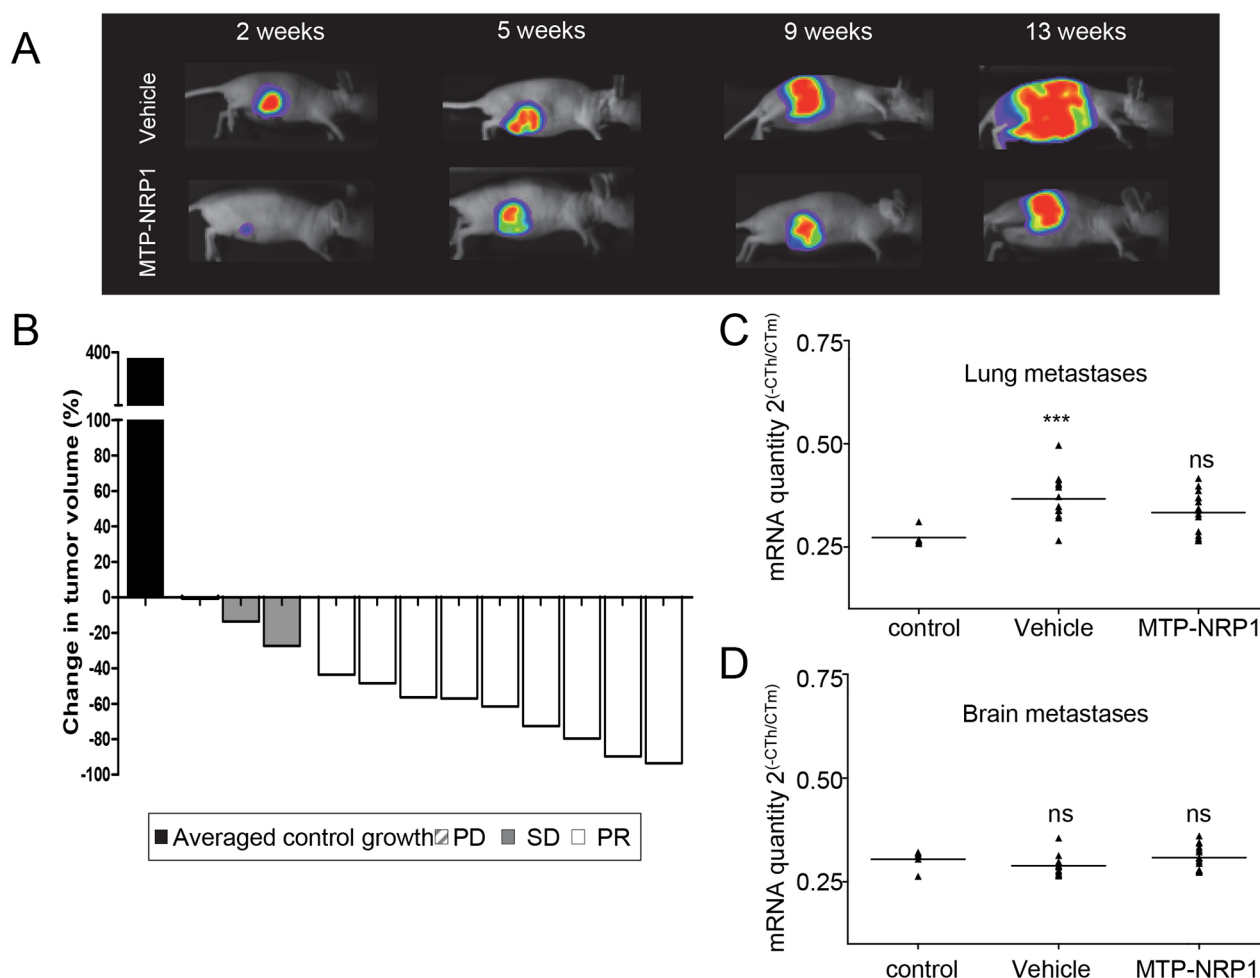 A
2 weeks 5 weeks 9 weeks 13 weeks
Vehicle
MTP-NRP1
B
Change in tumor volume (%)
400
100
80
60
40
20
0
-20
-40
-60
-80
-100
Averaged control growth PD SD PR
C
mRNA quantity 2(-CTh/CTm)
0.75
0.50
0.25
Lung metastases
***
ns
control Vehicle MTP-NRP1
D
mRNA quantity 2(-CTh/CTm)
0.75
0.50
0.25
Brain metastases
ns ns
control Vehicle MTP-NRP1